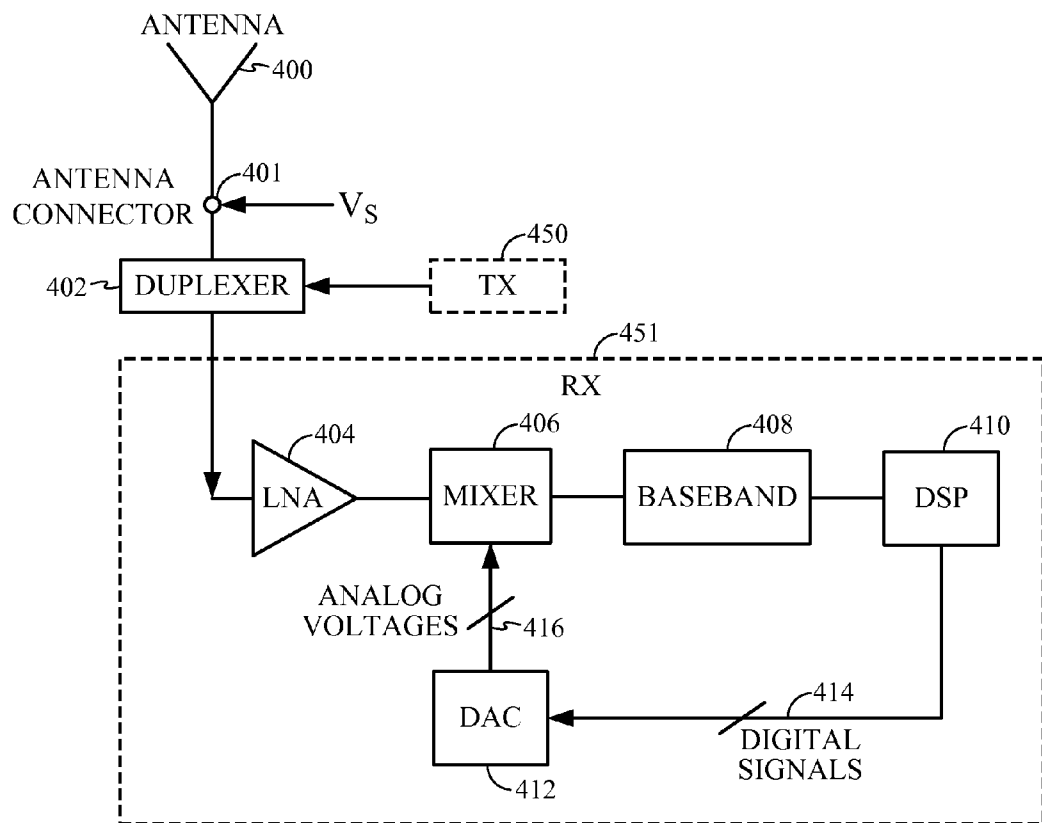 ANTENNA
400
401
ANTENNA
CONNECTOR
VS
450
402
DUPLEXER
TX
451
RX
404
406
408
410
LNA
MIXER
BASEBAND
DSP
ANALOG
VOLTAGES
416
414
DAC
DIGITAL
SIGNALS
412